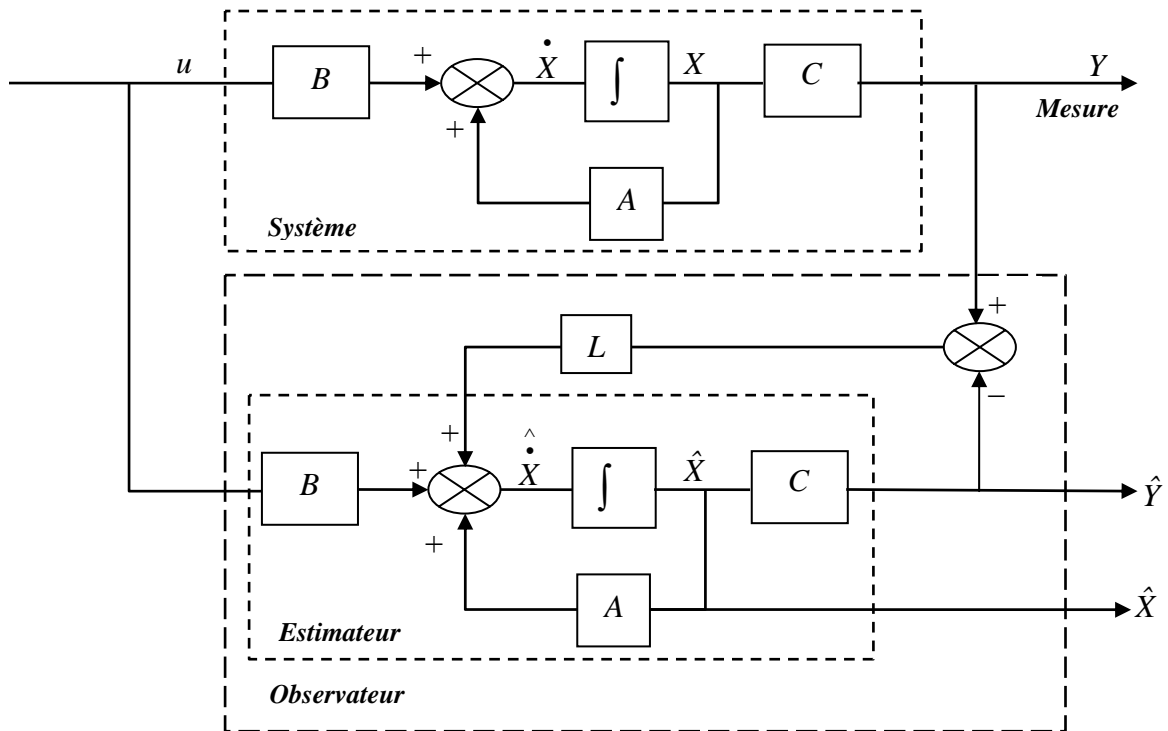 u
B
+
+
Ẋ
∫
X
C
Y
Mesure
A
Système
+
−
L
+
B
+
+
Ẋ̂
∫
X̂
C
Ŷ
A
X̂
Estimateur
Observateur